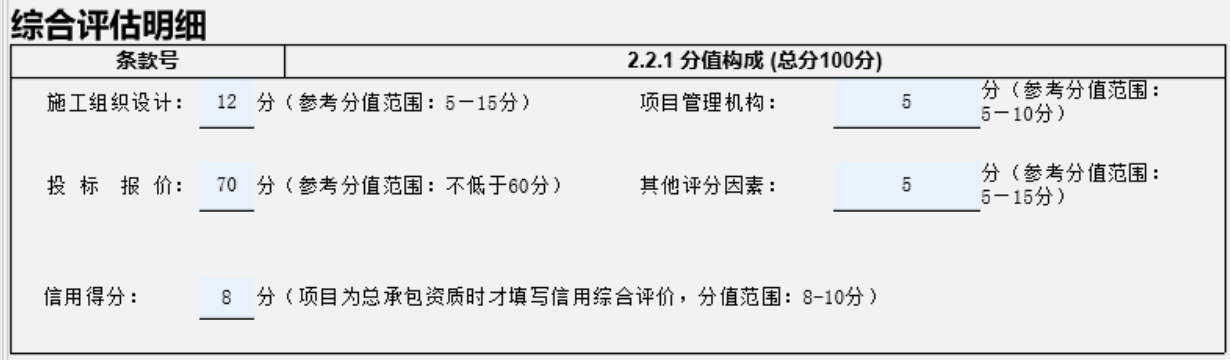 综合评估明细
条款号 2.2.1 分值构成 (总分100分)
施工组织设计： 12 分（参考分值范围：5－15分） 项目管理机构： 5 分（参考分值范围：
5－10分）
投 标 报 价： 70 分（参考分值范围：不低于60分） 其他评分因素： 5 分（参考分值范围：
5－15分）
信用得分： 8 分（项目为总承包资质时才填写信用综合评价，分值范围：8-10分）